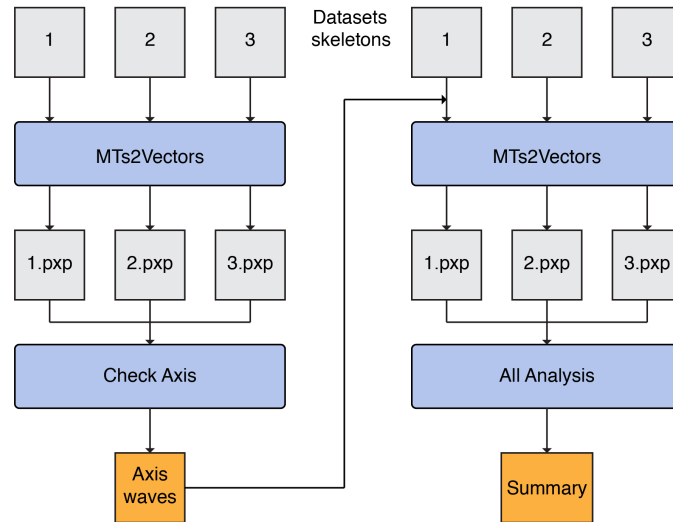 1
2
3
MTs2Vectors
1.pxp
2.pxp
3.pxp
Check Axis
Axis
waves
Datasets
skeletons
1
2
3
MTs2Vectors
1.pxp
2.pxp
3.pxp
All Analysis
Summary